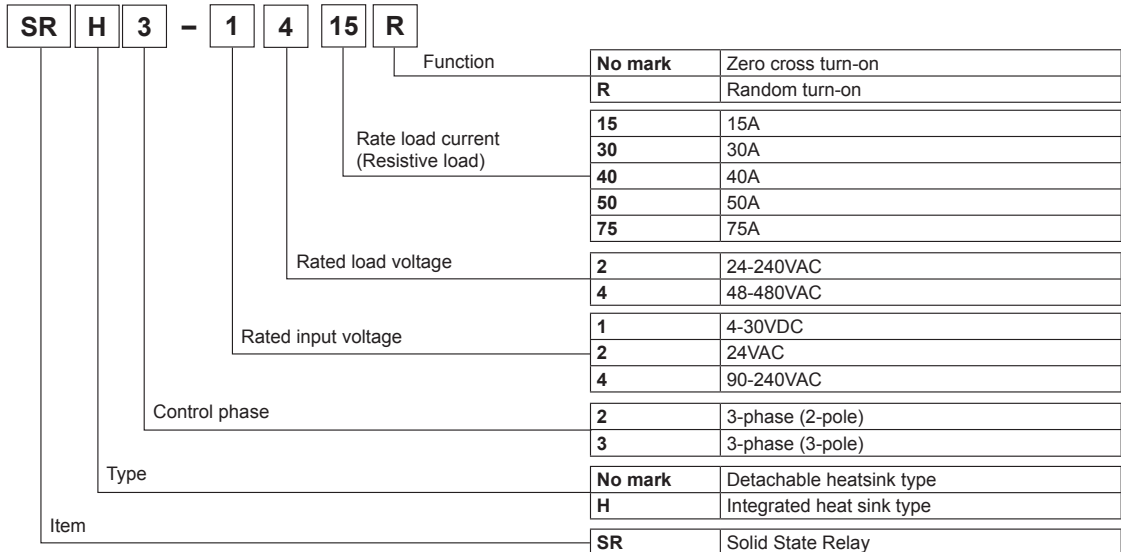 SR H 3 – 1 4 15 R
Function
No mark Zero cross turn-on
R Random turn-on
Rate load current
(Resistive load)
15 15A
30 30A
40 40A
50 50A
75 75A
Rated load voltage
2 24-240VAC
4 48-480VAC
Rated input voltage
1 4-30VDC
2 24VAC
4 90-240VAC
Control phase
2 3-phase (2-pole)
3 3-phase (3-pole)
Type
No mark Detachable heatsink type
H Integrated heat sink type
Item
SR Solid State Relay